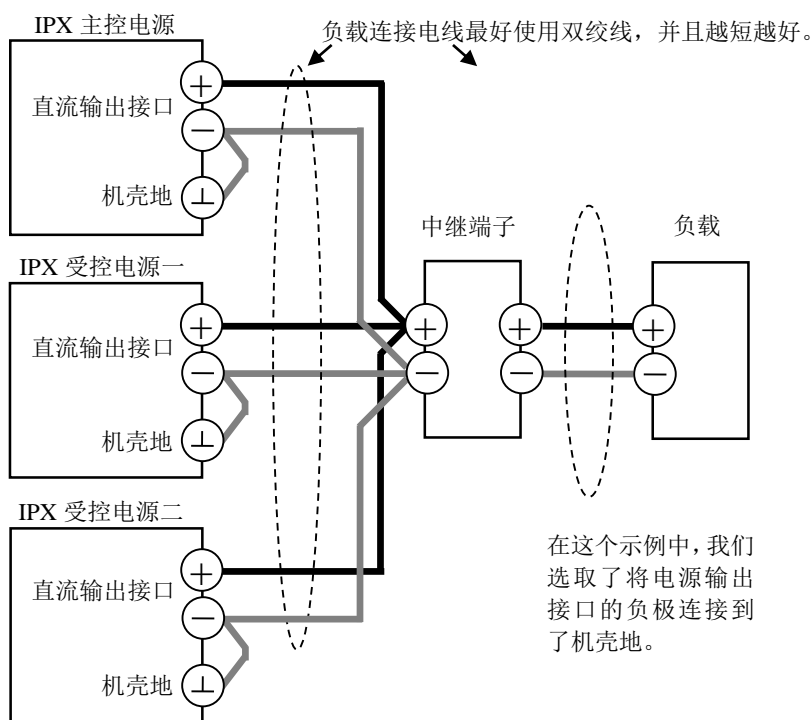 IPX 主控电源
负载连接电线最好使用双绞线，并且越短越好。
+
直流输出接口
—
机壳地
⊥
中继端子
负载
IPX 受控电源一
+
+
+
+
直流输出接口
—
—
—
—
机壳地
⊥
IPX 受控电源二
+
直流输出接口
—
机壳地
⊥
在这个示例中，我们
选取了将电源输出
接口的负极连接到
了机壳地。